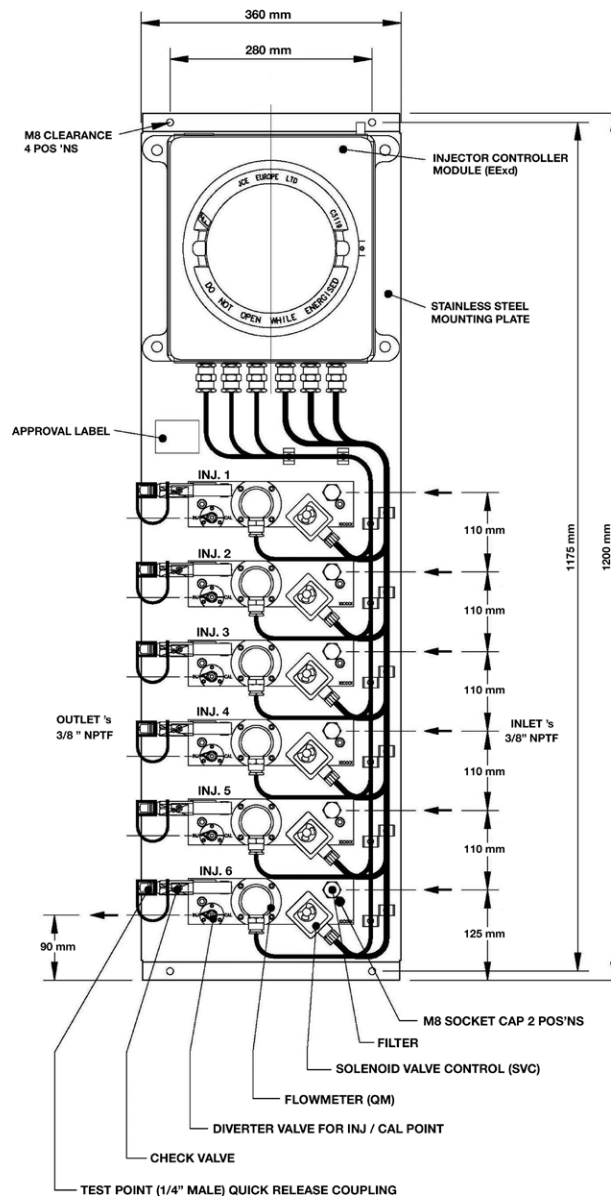 360 mm
280 mm
M8 CLEARANCE
4 POS 'NS
INJECTOR CONTROLLER
MODULE (EExd)
JCE EUROPE LTD
C5119
DO NOT OPEN WHILE ENERGISED
STAINLESS STEEL
MOUNTING PLATE
APPROVAL LABEL
INJ. 1
110 mm
1175 mm
1200 mm
INJ. 2
110 mm
INJ. 3
110 mm
OUTLET 's
3/8 " NPTF
INJ. 4
INLET 's
3/8" NPTF
110 mm
INJ. 5
110 mm
INJ. 6
90 mm
125 mm
M8 SOCKET CAP 2 POS'NS
FILTER
SOLENOID VALVE CONTROL (SVC)
FLOWMETER (QM)
DIVERTER VALVE FOR INJ / CAL POINT
CHECK VALVE
TEST POINT (1/4" MALE) QUICK RELEASE COUPLING